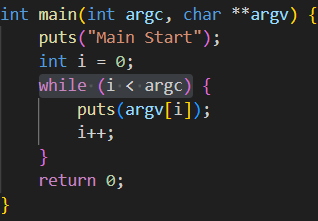 int main(int argc, char **argv) {
    puts("Main Start");
    int i = 0;
    while (i < argc) {
        puts(argv[i]);
        i++;
    }
    return 0;
}